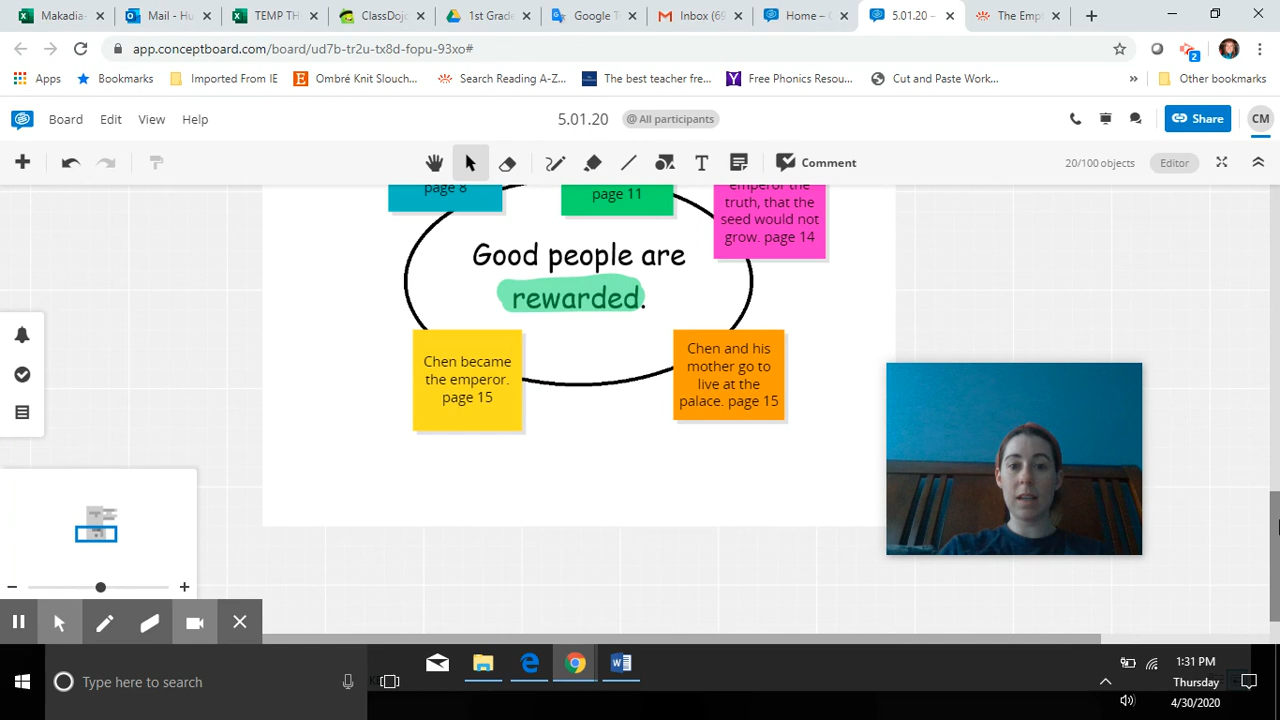 Makadia-
Mail - Hu
TEMP TH
ClassDojo
1st Grade
Google T
Inbox (69
Home –
5.01.20 –
The Emp
app.conceptboard.com/board/ud7b-tr2u-tx8d-fopu-93xo#
2
Apps
Bookmarks
Imported From IE
Ombré Knit Slouch...
Search Reading A-Z...
The best teacher fre...
Free Phonics Resou...
Cut and Paste Work...
»
Other bookmarks
Board
Edit
View
Help
5.01.20
@ All participants
Share
CM
Comment
20/100 objects
Editor
page 8
page 11
emperor the
truth, that the
seed would not
grow. page 14
Good people are
rewarded.
Chen became
the emperor.
page 15
Chen and his
mother go to
live at the
palace. page 15
Type here to search
1:31 PM
Thursday
4/30/2020